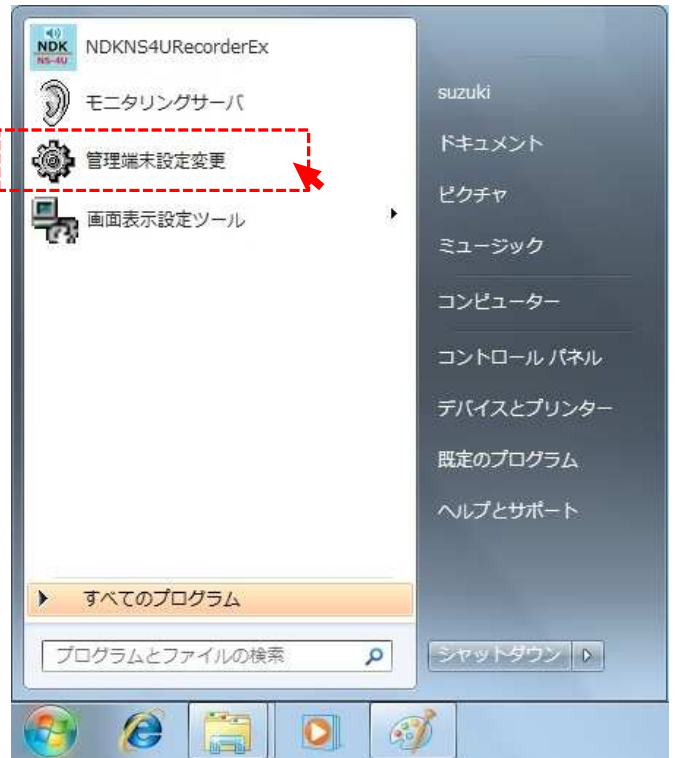 NDK
NS-4U
NDKNS4URecorderEx
モニタリングサーバ
管理端末設定変更
画面表示設定ツール
すべてのプログラム
プログラムとファイルの検索
suzuki
ドキュメント
ピクチャ
ミュージック
コンピューター
コントロール パネル
デバイスとプリンター
既定のプログラム
ヘルプとサポート
シャットダウン